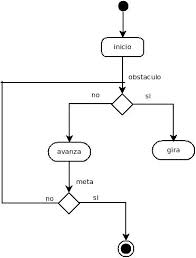 inicio
obstaculo
no
si
avanza
gira
meta
no
si